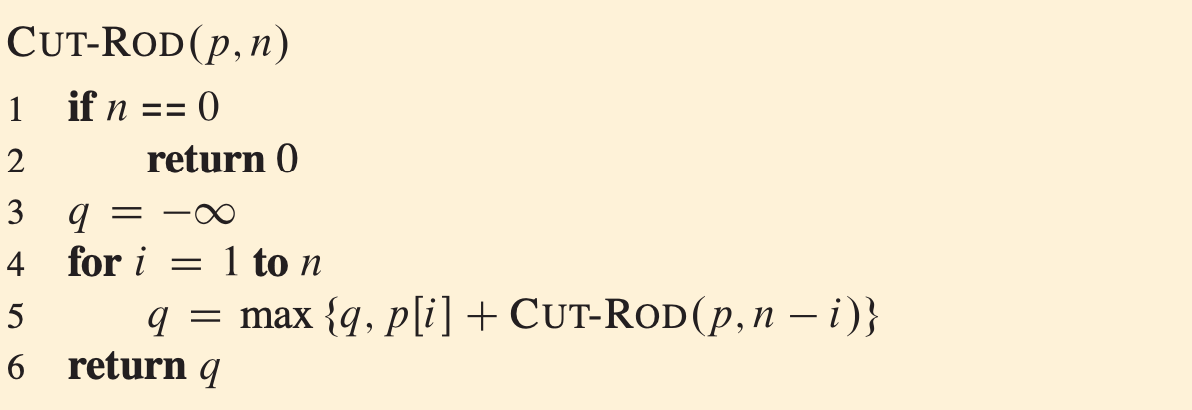 CUT-ROD(p, n)
1 if n == 0
2 return 0
3 q = −∞
4 for i = 1 to n
5 q = max {q, p[i] + CUT-ROD(p, n − i)}
6 return q